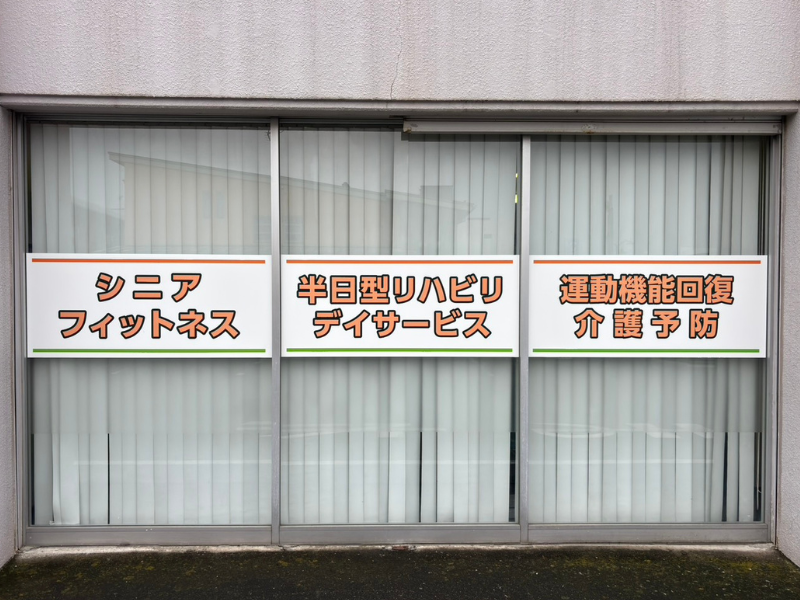 シニア
フィットネス
半日型リハビリ
デイサービス
運動機能回復
介護予防